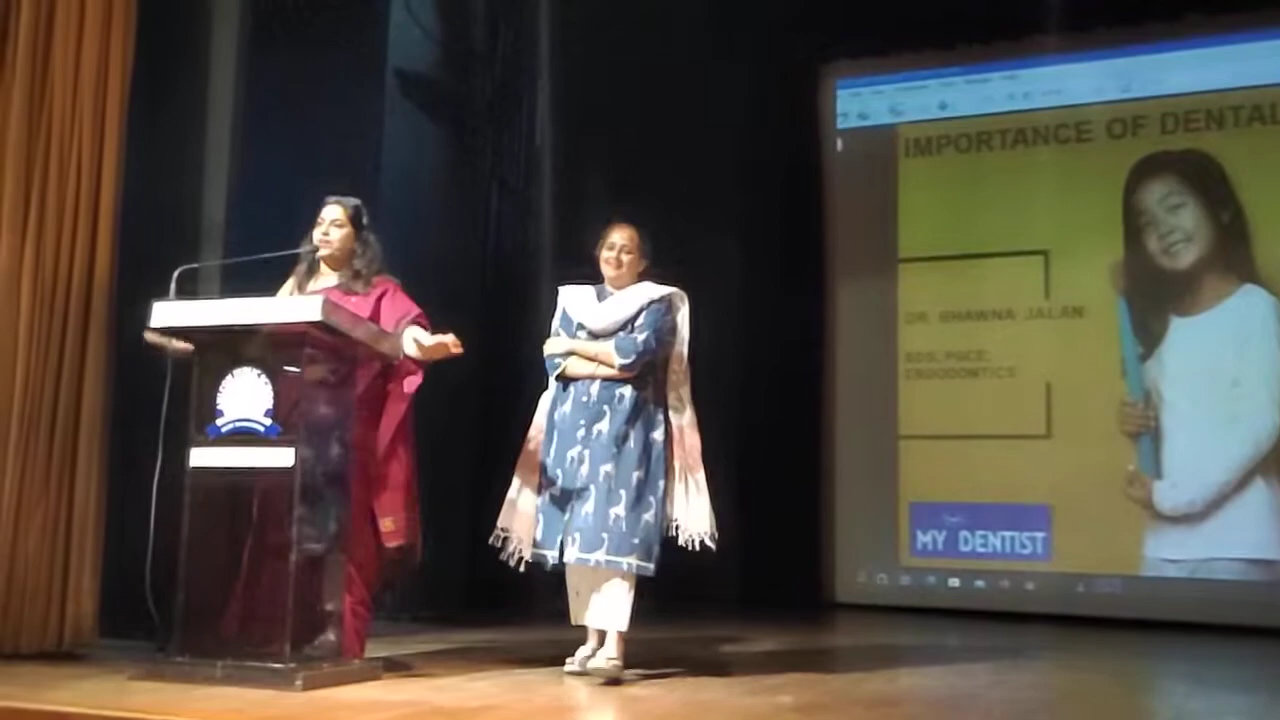 IMPORTANCE OF DENTAL
DR. BHAWNA JALAN
BDS, PGCE,
ENDODONTICS
MY DENTIST